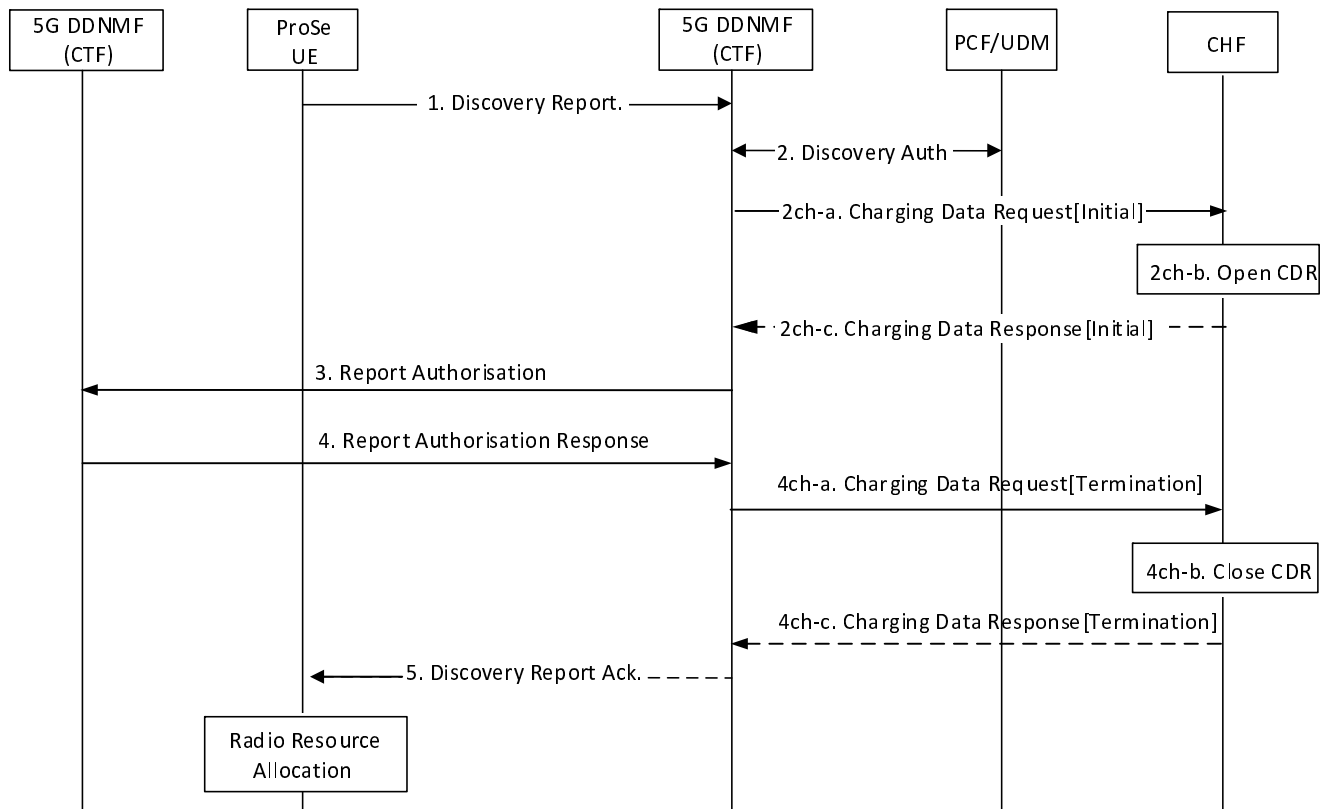 5G DDNMF
(CTF)
ProSe
UE
5G DDNMF
(CTF)
PCF/UDM
CHF
1. Discovery Report.
2. Discovery Auth
2ch-a. Charging Data Request[Initial]
2ch-b. Open CDR
2ch-c. Charging Data Response[Initial]
3. Report Authorisation
4. Report Authorisation Response
4ch-a. Charging Data Request[Termination]
4ch-b. Close CDR
4ch-c. Charging Data Response[Termination]
5. Discovery Report Ack.
Radio Resource
Allocation